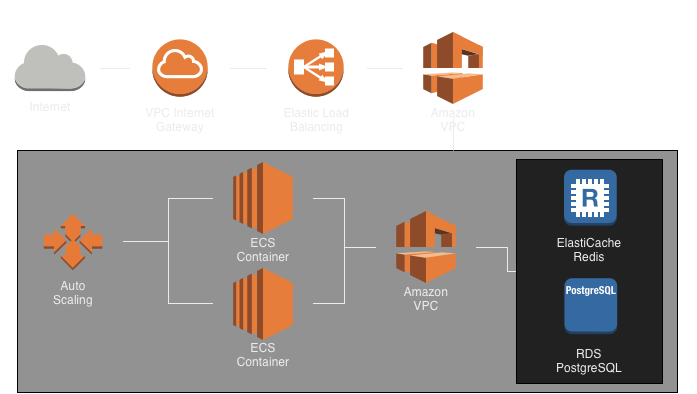 Internet
VPC Internet
Gateway
Elastic Load
Balancing
Amazon
VPC
Auto
Scaling
ECS
Container
ECS
Container
Amazon
VPC
R
ElastiCache
Redis
PostgreSQL
RDS
PostgreSQL